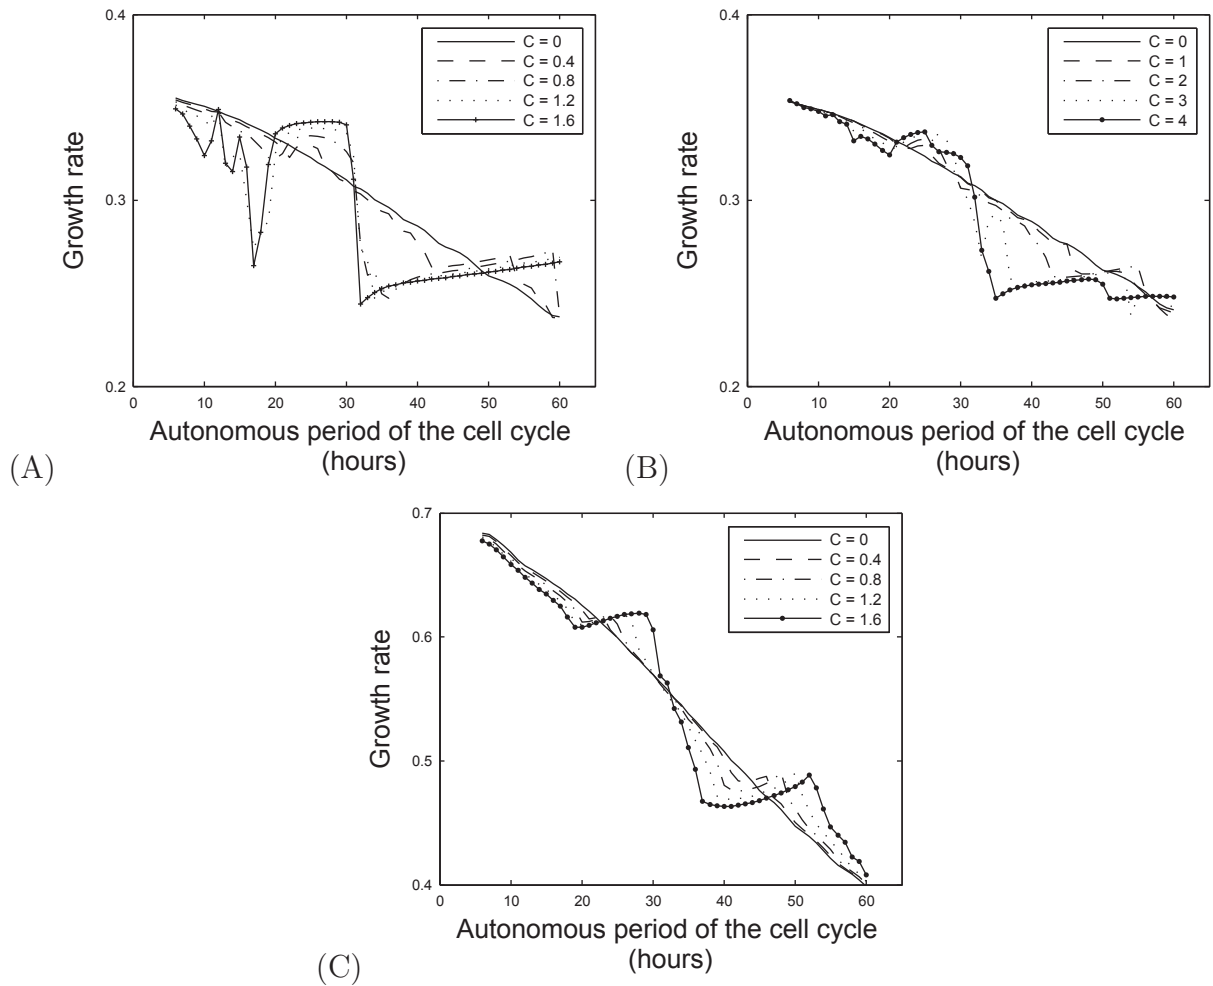 0.4
0.3
0.2
0 10 20 30 40 50 60
Growth rate
Autonomous period of the cell cycle
(hours)
C = 0
C = 0.4
C = 0.8
C = 1.2
C = 1.6
(A)
0.4
0.3
0.2
0 10 20 30 40 50 60
Growth rate
Autonomous period of the cell cycle
(hours)
C = 0
C = 1
C = 2
C = 3
C = 4
(B)
0.7
0.6
0.5
0.4
0 10 20 30 40 50 60
Growth rate
Autonomous period of the cell cycle
(hours)
C = 0
C = 0.4
C = 0.8
C = 1.2
C = 1.6
(C)